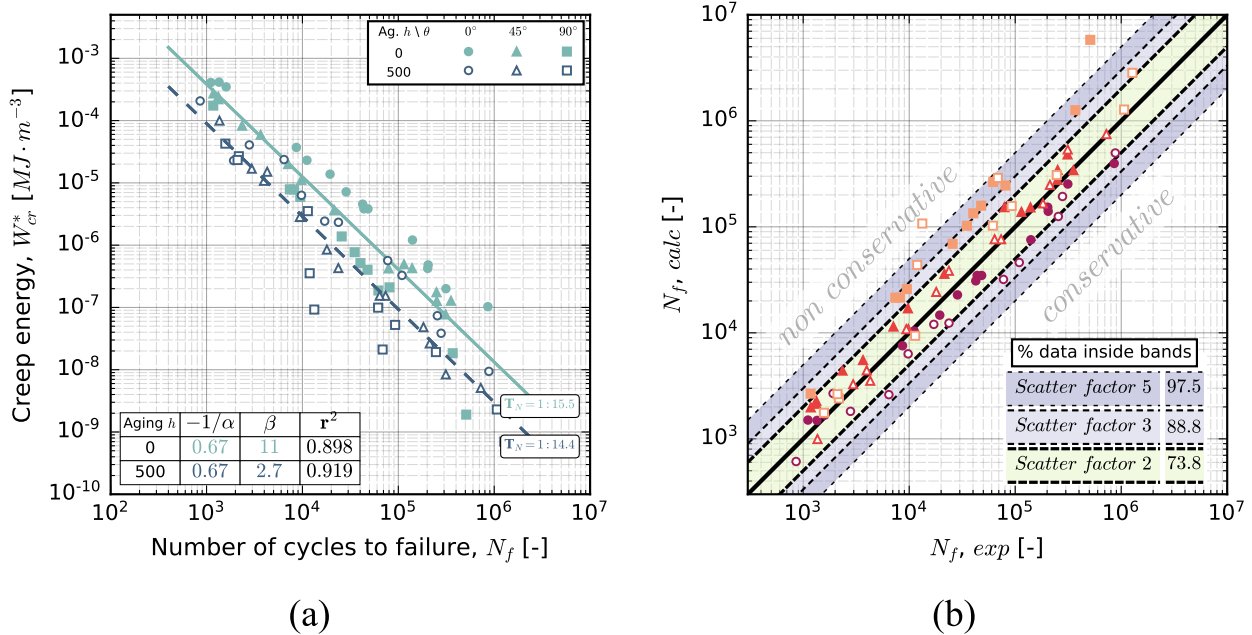 10^-3
10^-4
10^-5
10^-6
10^-7
10^-8
10^-9
10^-10
Creep energy, W*cr [MJ · m^−3]
Ag. h \ θ 0° 45° 90°
0
500
T_N = 1 : 15.5
T_N = 1 : 14.4
Aging h −1/α β r²
0 0.67 11 0.898
500 0.67 2.7 0.919
10^2 10^3 10^4 10^5 10^6 10^7
Number of cycles to failure, N_f [-]
(a)
10^7
10^6
10^5
10^4
10^3
N_f, calc [-]
non conservative
conservative
% data inside bands
Scatter factor 5 97.5
Scatter factor 3 88.8
Scatter factor 2 73.8
10^3 10^4 10^5 10^6 10^7
N_f, exp [-]
(b)